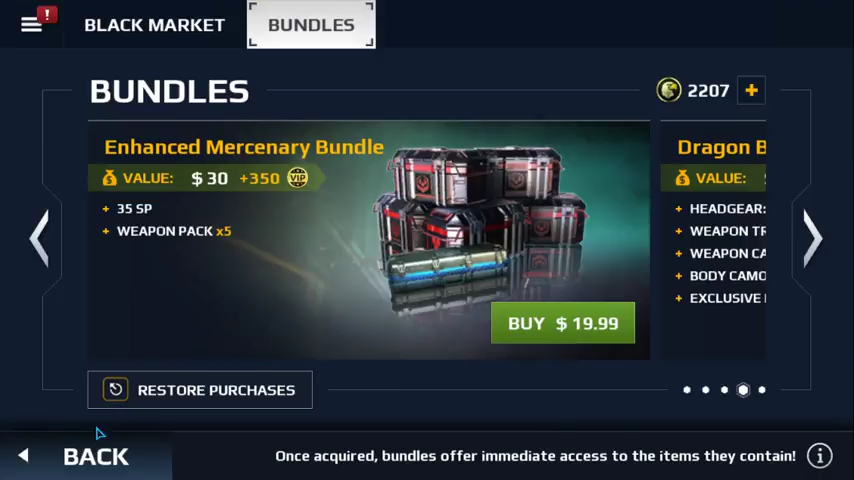 !
BLACK MARKET
BUNDLES
BUNDLES
2207 +
Enhanced Mercenary Bundle
VALUE: $ 30 +350 VIP
+ 35 SP
+ WEAPON PACK x5
BUY $ 19.99
Dragon B
VALUE:
+ HEADGEAR:
+ WEAPON TR
+ WEAPON CA
+ BODY CAMO
+ EXCLUSIVE
RESTORE PURCHASES
BACK
Once acquired, bundles offer immediate access to the items they contain!
i